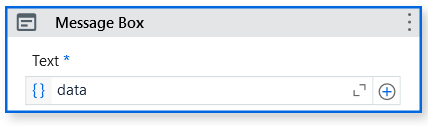 Message Box
Text *
{} data